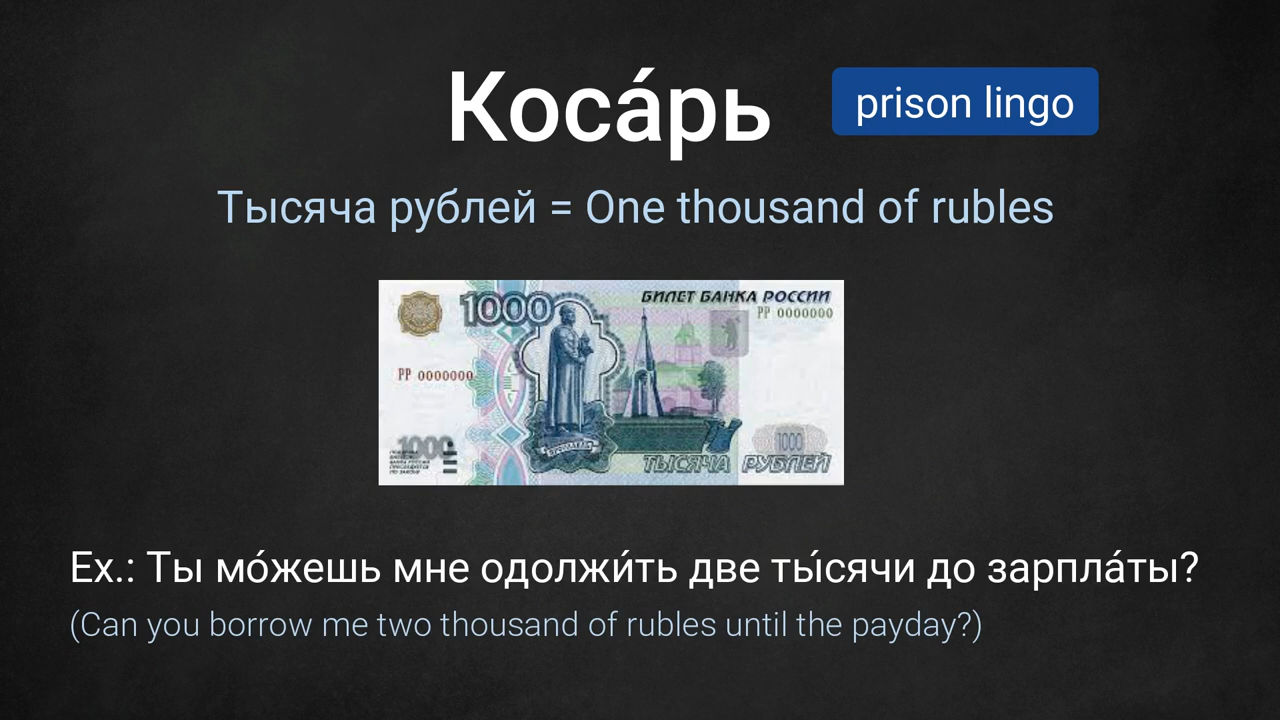 Коса́рь
prison lingo
Тысяча рублей = One thousand of rubles
1000
БИЛЕТ БАНКА РОССИИ
РР 0000000
РР 0000000
1000
1000
ТЫСЯЧА РУБЛЕЙ
Ex.: Ты мо́жешь мне одолжи́ть две ты́сячи до зарпла́ты?
(Can you borrow me two thousand of rubles until the payday?)